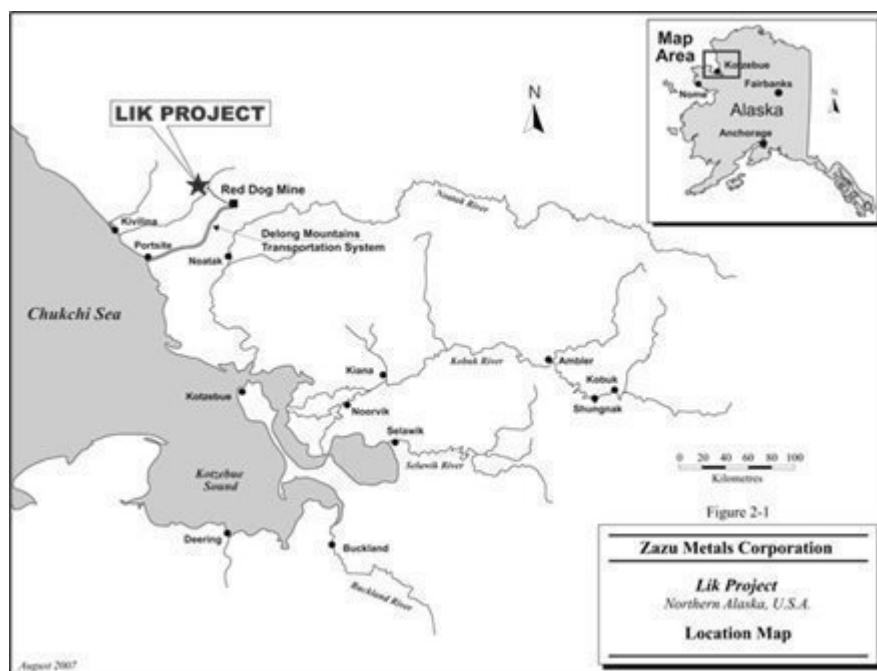 Map
Area
Kotzebue
Nome
Fairbanks
Alaska
Anchorage
N
N
LIK PROJECT
Red Dog Mine
Kivilina
Portsite
Delong Mountains
Transportation System
Noatak
Noatak River
Chukchi Sea
Kiana
Kobuk River
Ambler
Kobuk
Shungnak
Kotzebue
Noorvik
Selawik
Selawik River
Kotzebue
Sound
Deering
Buckland
Buckland River
0 20 40 60 80 100
Kilometres
Figure 2-1
Zazu Metals Corporation
Lik Project
Northern Alaska, U.S.A.
Location Map
August 2007